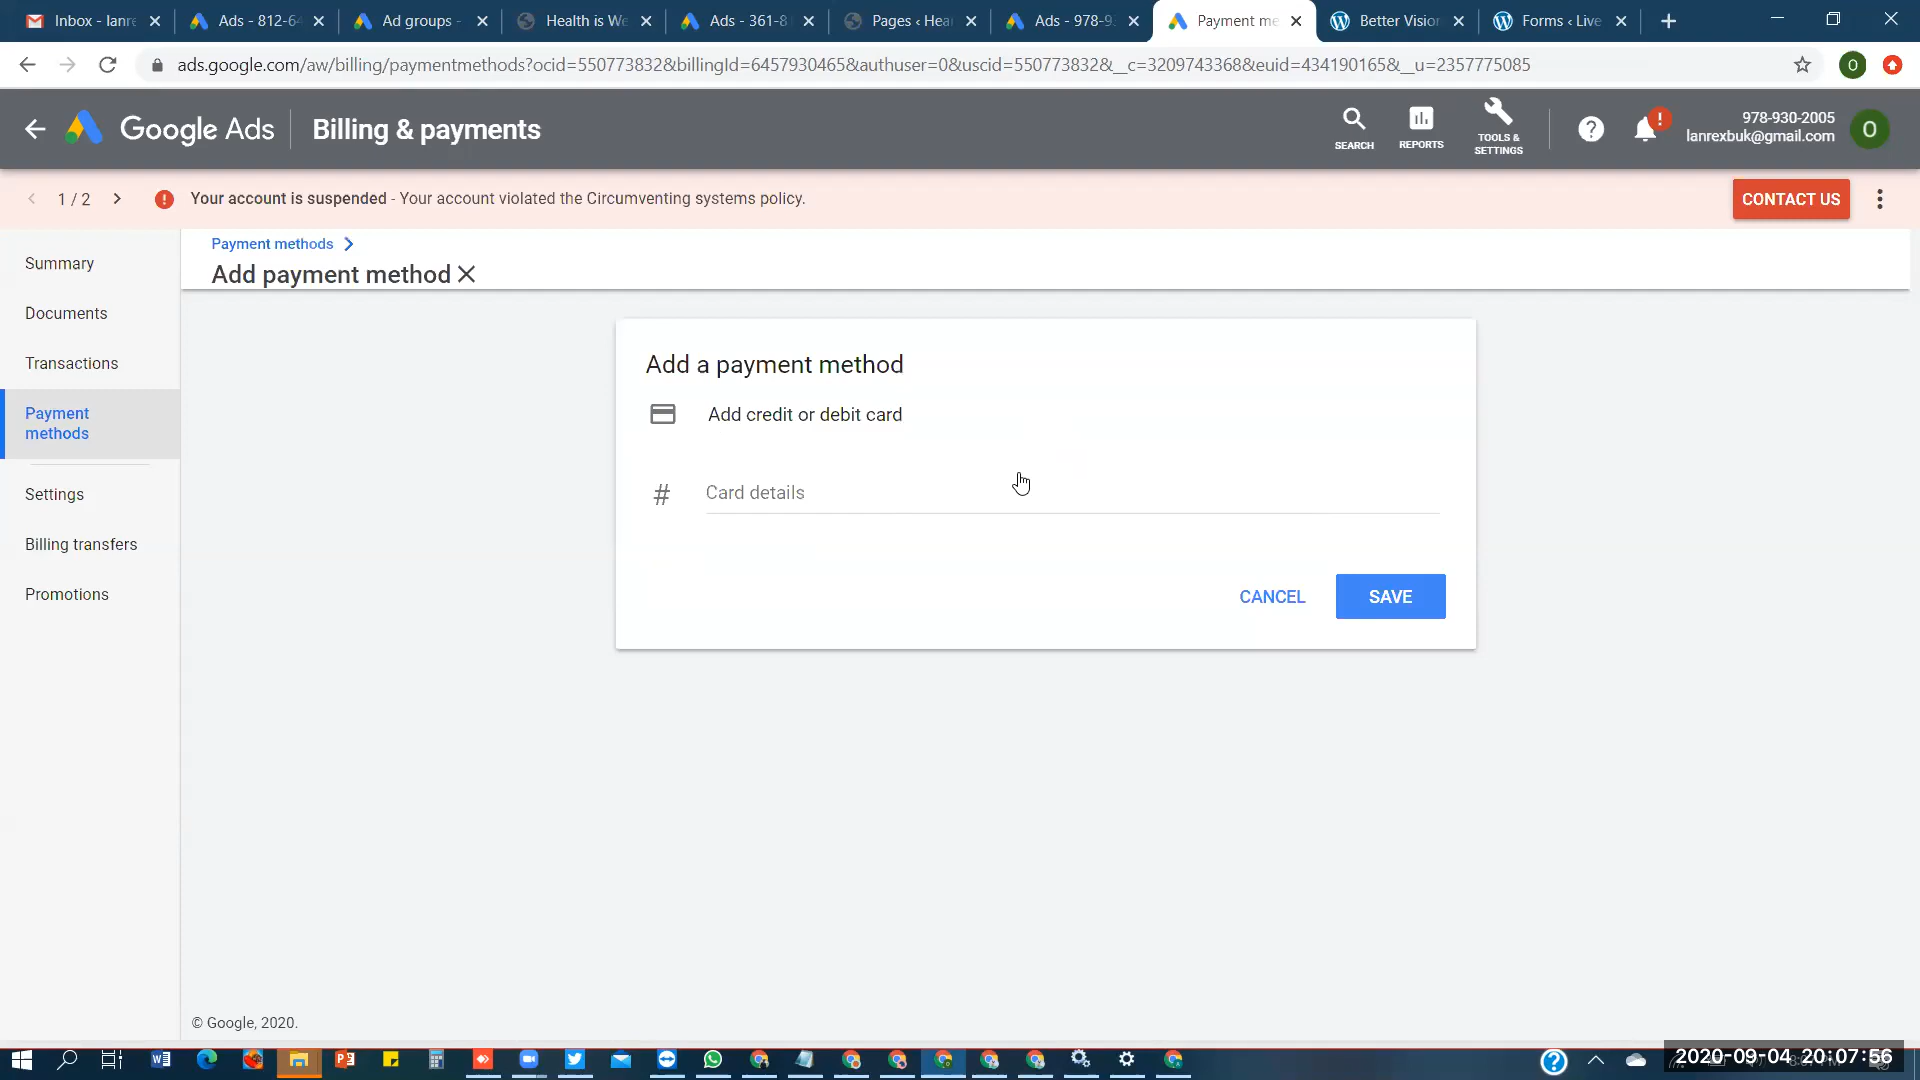 Inbox - lanre
Ads - 812-64
Ad groups -
Health is We
Ads - 361-8
Pages ‹ Hea
Ads - 978-93
Payment me
Better Vision
Forms ‹ Live
ads.google.com/aw/billing/paymentmethods?ocid=550773832&billingId=6457930465&authuser=0&uscid=550773832&__c=3209743368&euid=434190165&__u=2357775085
O
Google Ads
Billing & payments
SEARCH
REPORTS
TOOLS &
SETTINGS
?
!
978-930-2005
lanrexbuk@gmail.com
O
1 / 2
Your account is suspended - Your account violated the Circumventing systems policy.
CONTACT US
Summary
Documents
Transactions
Payment
methods
Settings
Billing transfers
Promotions
Payment methods
Add payment method
Add a payment method
Add credit or debit card
# Card details
CANCEL
SAVE
© Google, 2020.
2020-09-04 20:07:56